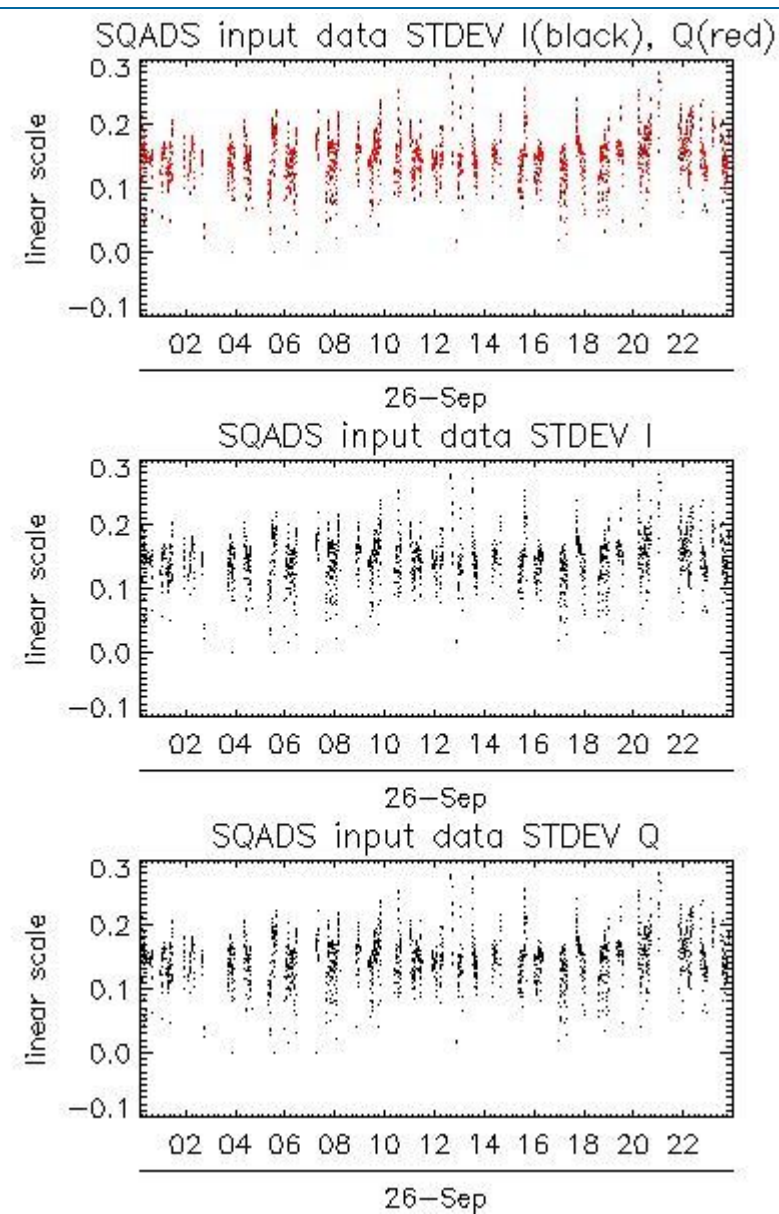 SQADS input data STDEV I(black), Q(red)
0.3
0.2
0.1
0.0
−0.1
linear scale
02 04 06 08 10 12 14 16 18 20 22
26−Sep
SQADS input data STDEV I
0.3
0.2
0.1
0.0
−0.1
linear scale
02 04 06 08 10 12 14 16 18 20 22
26−Sep
SQADS input data STDEV Q
0.3
0.2
0.1
0.0
−0.1
linear scale
02 04 06 08 10 12 14 16 18 20 22
26−Sep